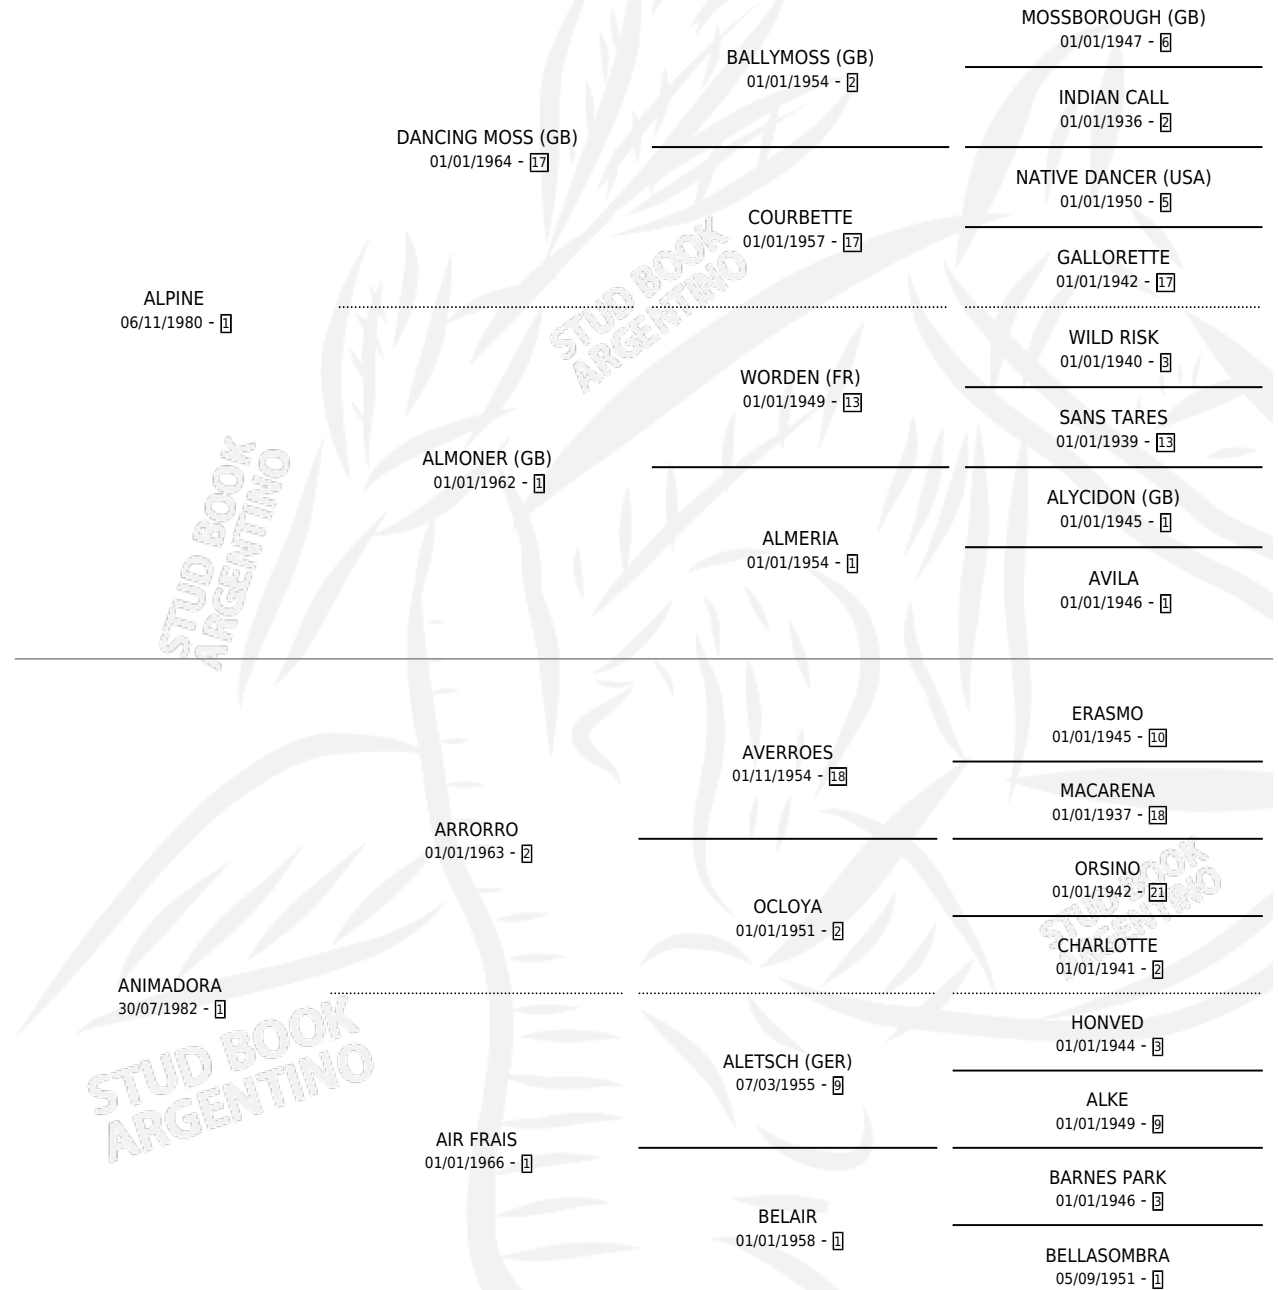 MOSSBOROUGH (GB)
01/01/1947 - 6
BALLYMOSS (GB)
01/01/1954 - 2
INDIAN CALL
01/01/1936 - 2
DANCING MOSS (GB)
01/01/1964 - 17
NATIVE DANCER (USA)
01/01/1950 - 5
COURBETTE
01/01/1957 - 17
GALLORETTE
01/01/1942 - 17
ALPINE
06/11/1980 - 1
WILD RISK
01/01/1940 - 3
WORDEN (FR)
01/01/1949 - 13
SANS TARES
01/01/1939 - 13
ALMONER (GB)
01/01/1962 - 1
ALYCIDON (GB)
01/01/1945 - 1
ALMERIA
01/01/1954 - 1
AVILA
01/01/1946 - 1
STUD BOOK
ARGENTINO
STUD BOOK
ARGENTINO
ERASMO
01/01/1945 - 10
AVERROES
01/11/1954 - 18
MACARENA
01/01/1937 - 18
ARRORRO
01/01/1963 - 2
ORSINO
01/01/1942 - 21
OCLOYA
01/01/1951 - 2
CHARLOTTE
01/01/1941 - 2
STUD BOOK
ARGENTINO
ANIMADORA
30/07/1982 - 1
HONVED
01/01/1944 - 3
ALETSCH (GER)
07/03/1955 - 9
ALKE
01/01/1949 - 9
AIR FRAIS
01/01/1966 - 1
BARNES PARK
01/01/1946 - 3
BELAIR
01/01/1958 - 1
BELLASOMBRA
05/09/1951 - 1
STUD BOOK
ARGENTINO